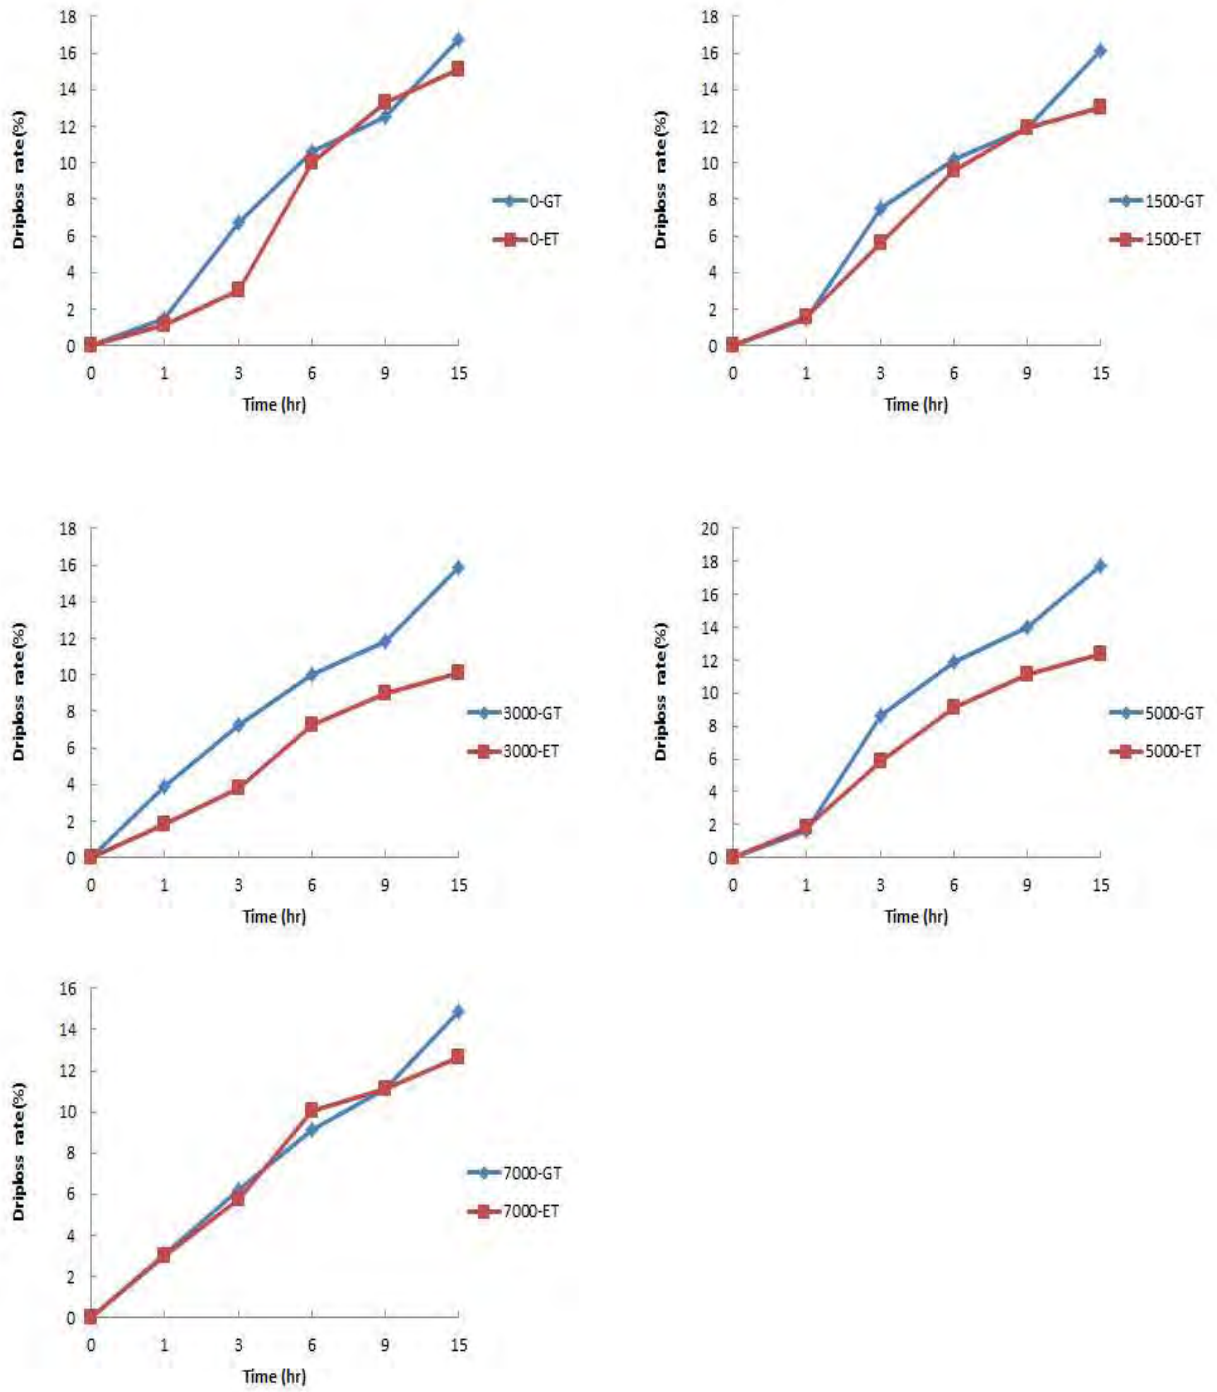 18
16
14
12
10
8
6
4
2
0
Driploss rate(%)
0 1 3 6 9 15
Time (hr)
0-GT
0-ET
18
16
14
12
10
8
6
4
2
0
Driploss rate(%)
0 1 3 6 9 15
Time (hr)
1500-GT
1500-ET
18
16
14
12
10
8
6
4
2
0
Driploss rate(%)
0 1 3 6 9 15
Time (hr)
3000-GT
3000-ET
20
18
16
14
12
10
8
6
4
2
0
Driploss rate(%)
0 1 3 6 9 15
Time (hr)
5000-GT
5000-ET
16
14
12
10
8
6
4
2
0
Driploss rate(%)
0 1 3 6 9 15
Time (hr)
7000-GT
7000-ET